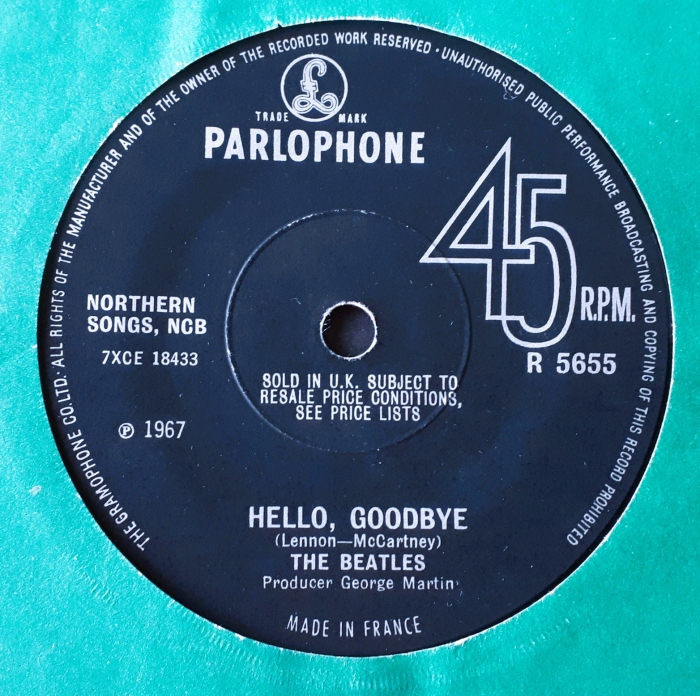 THE GRAMOPHONE CO.LTD. ALL RIGHTS OF THE MANUFACTURER AND OF THE OWNER OF THE RECORDED WORK RESERVED · UNAUTHORISED PUBLIC PERFORMANCE BROADCASTING AND COPYING OF THIS RECORD PROHIBITED
£
TRADE MARK
PARLOPHONE
45
R.P.M.
R 5655
NORTHERN
SONGS, NCB
7XCE 18433
℗ 1967
SOLD IN U.K. SUBJECT TO
RESALE PRICE CONDITIONS,
SEE PRICE LISTS
HELLO, GOODBYE
(Lennon—McCartney)
THE BEATLES
Producer George Martin
MADE IN FRANCE